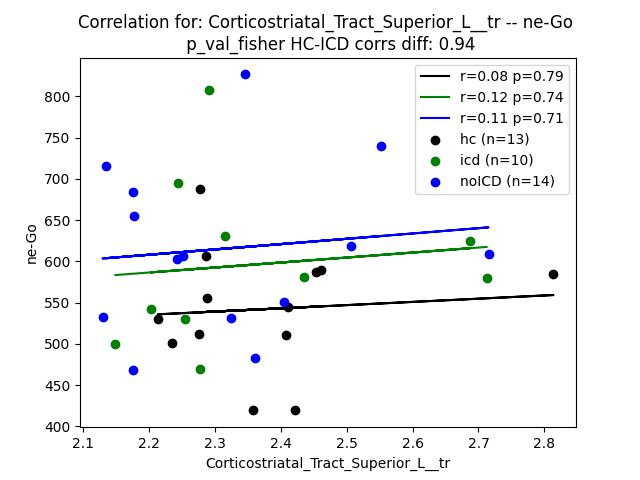 Correlation for: Corticostriatal_Tract_Superior_L__tr -- ne-Go
p_val_fisher HC-ICD corrs diff: 0.94
r=0.08 p=0.79
r=0.12 p=0.74
r=0.11 p=0.71
hc (n=13)
icd (n=10)
noICD (n=14)
800
750
700
650
600
550
500
450
400
ne-Go
2.1 2.2 2.3 2.4 2.5 2.6 2.7 2.8
Corticostriatal_Tract_Superior_L__tr